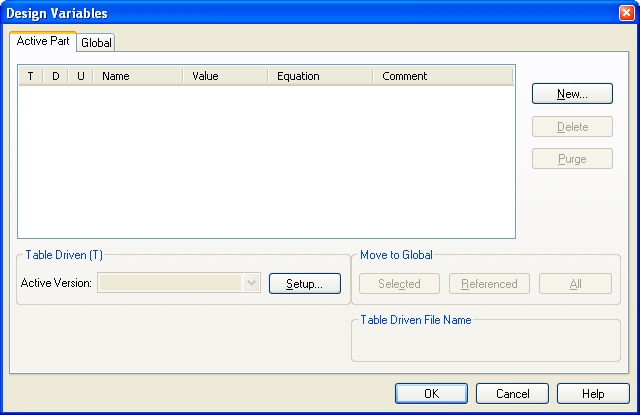 Design Variables
Active Part Global
T D U Name Value Equation Comment
New...
Delete
Purge
Table Driven (T)
Active Version: Setup...
Move to Global
Selected Referenced All
Table Driven File Name
OK Cancel Help